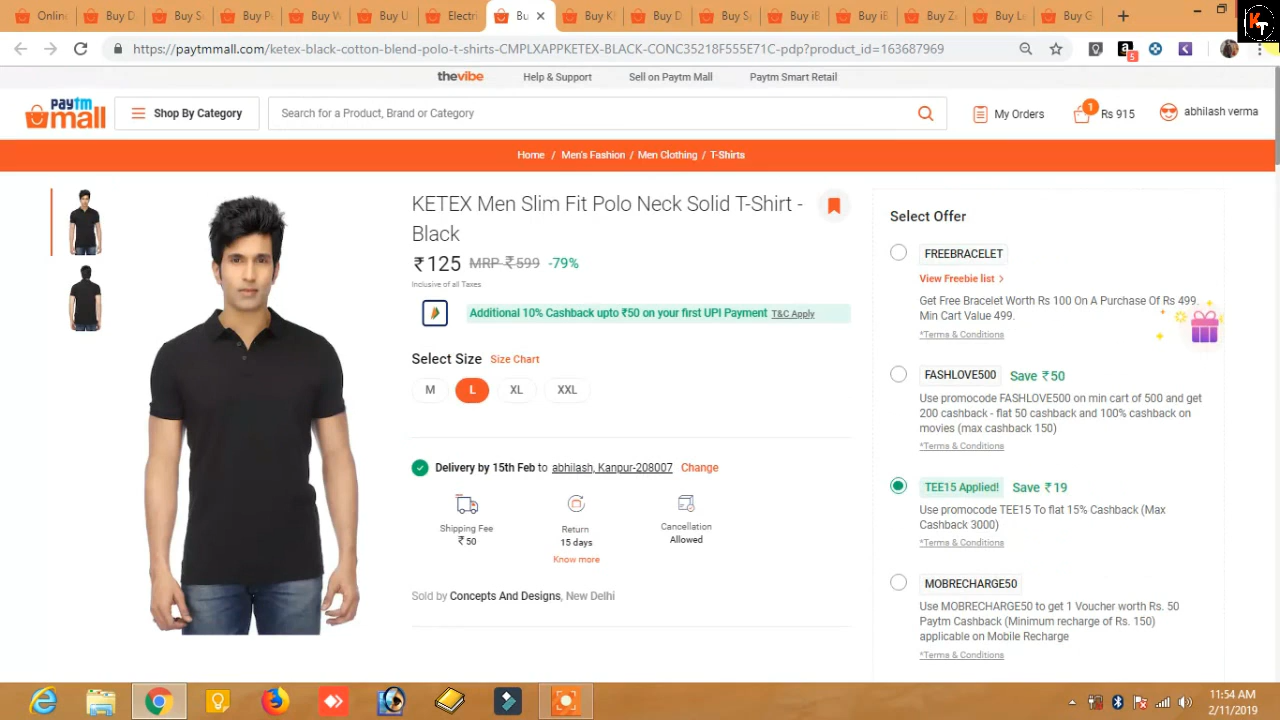 Onlin
Buy D
Buy S
Buy P
Buy V
Buy U
Electr
Bu
Buy K
Buy D
Buy S
Buy iB
Buy iB
Buy Z
Buy Le
Buy G
KT
https://paytmmall.com/ketex-black-cotton-blend-polo-t-shirts-CMPLXAPPKETEX-BLACK-CONC35218F555E71C-pdp?product_id=163687969
5
thevibe Help & Support Sell on Paytm Mall Paytm Smart Retail
paytm
mall
Shop By Category
Search for a Product, Brand or Category
My Orders
1
Rs 915
abhilash verma
Home / Men's Fashion / Men Clothing / T-Shirts
KETEX Men Slim Fit Polo Neck Solid T-Shirt -
Black
₹125 MRP ₹599 -79%
Inclusive of all Taxes
Additional 10% Cashback upto ₹50 on your first UPI Payment T&C Apply
Select Size Size Chart
M L XL XXL
Delivery by 15th Feb to abhilash, Kanpur-208007 Change
Shipping Fee
₹ 50
Return
15 days
Know more
Cancellation
Allowed
Sold by Concepts And Designs, New Delhi
Select Offer
FREEBRACELET
View Freebie list >
Get Free Bracelet Worth Rs 100 On A Purchase Of Rs 499.
Min Cart Value 499.
*Terms & Conditions
FASHLOVE500 Save ₹50
Use promocode FASHLOVE500 on min cart of 500 and get
200 cashback - flat 50 cashback and 100% cashback on
movies (max cashback 150)
*Terms & Conditions
TEE15 Applied! Save ₹19
Use promocode TEE15 To flat 15% Cashback (Max
Cashback 3000)
*Terms & Conditions
MOBRECHARGE50
Use MOBRECHARGE50 to get 1 Voucher worth Rs. 50
Paytm Cashback (Minimum recharge of Rs. 150)
applicable on Mobile Recharge
*Terms & Conditions
11:54 AM
2/11/2019